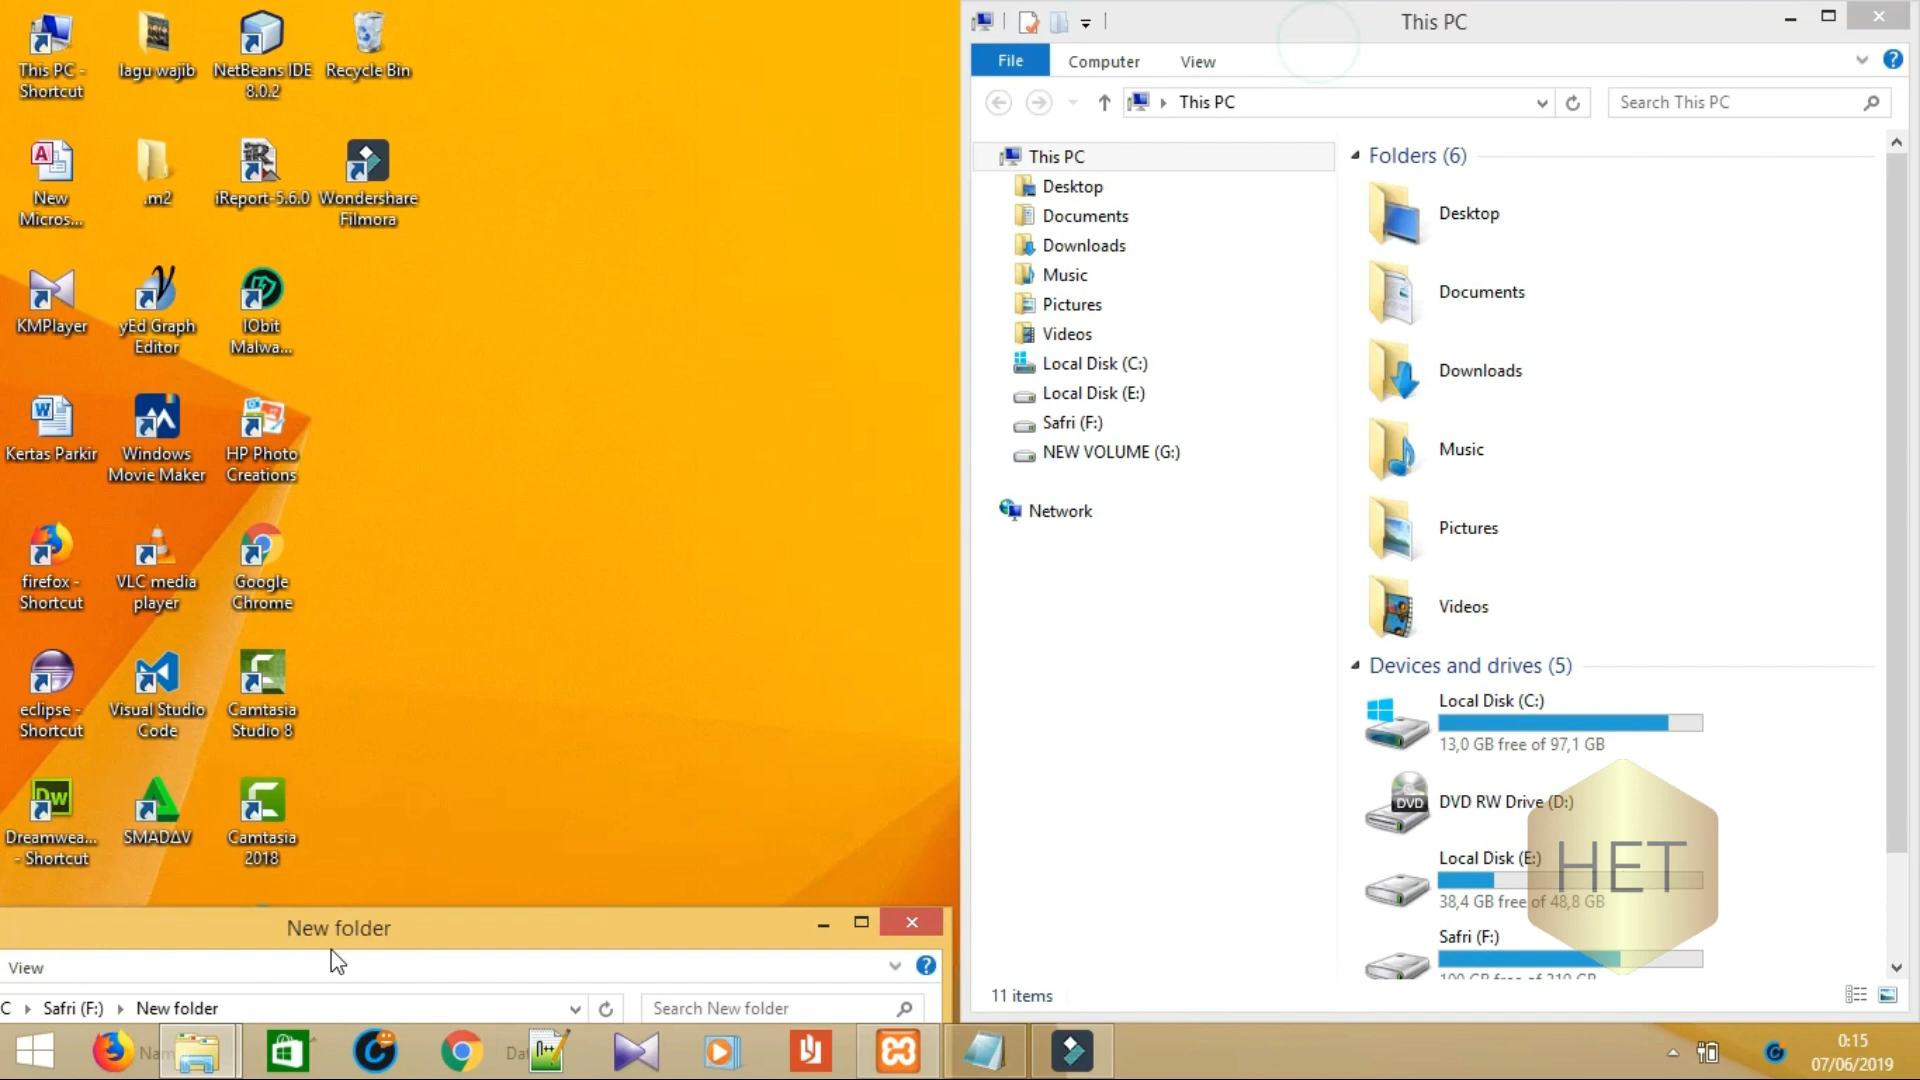 This PC -
Shortcut
lagu wajib
NetBeans IDE
8.0.2
Recycle Bin
New
Micros...
.m2
iReport-5.6.0
Wondershare
Filmora
KMPlayer
yEd Graph
Editor
IObit
Malwa...
Kertas Parkir
Windows
Movie Maker
HP Photo
Creations
firefox -
Shortcut
VLC media
player
Google
Chrome
eclipse -
Shortcut
Visual Studio
Code
Camtasia
Studio 8
Dw
Dreamwea...
- Shortcut
SMADΔV
Camtasia
2018
New folder
View
C
Safri (F:)
New folder
Search New folder
This PC
File
Computer
View
This PC
Search This PC
This PC
Desktop
Documents
Downloads
Music
Pictures
Videos
Local Disk (C:)
Local Disk (E:)
Safri (F:)
NEW VOLUME (G:)
Network
Folders (6)
Desktop
Documents
Downloads
Music
Pictures
Videos
Devices and drives (5)
Local Disk (C:)
13,0 GB free of 97,1 GB
DVD
DVD RW Drive (D:)
Local Disk (E:)
38,4 GB free of 48,8 GB
Safri (F:)
HET
11 items
0:15
07/06/2019